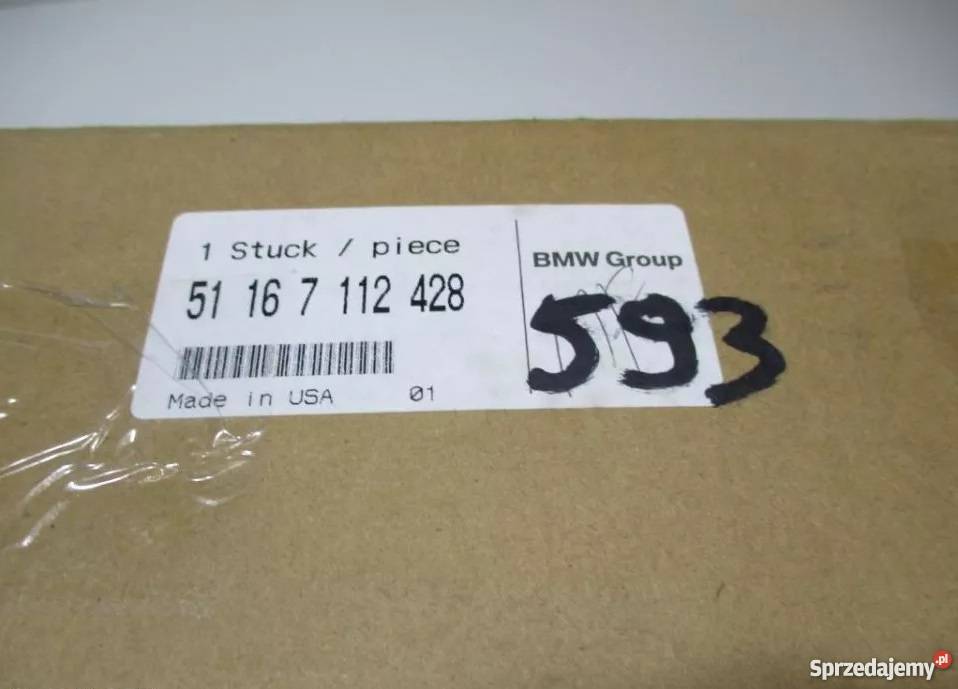 1 Stuck / piece
51 16 7 112 428
Made in USA 01
BMW Group
593
Sprzedajemy.pl